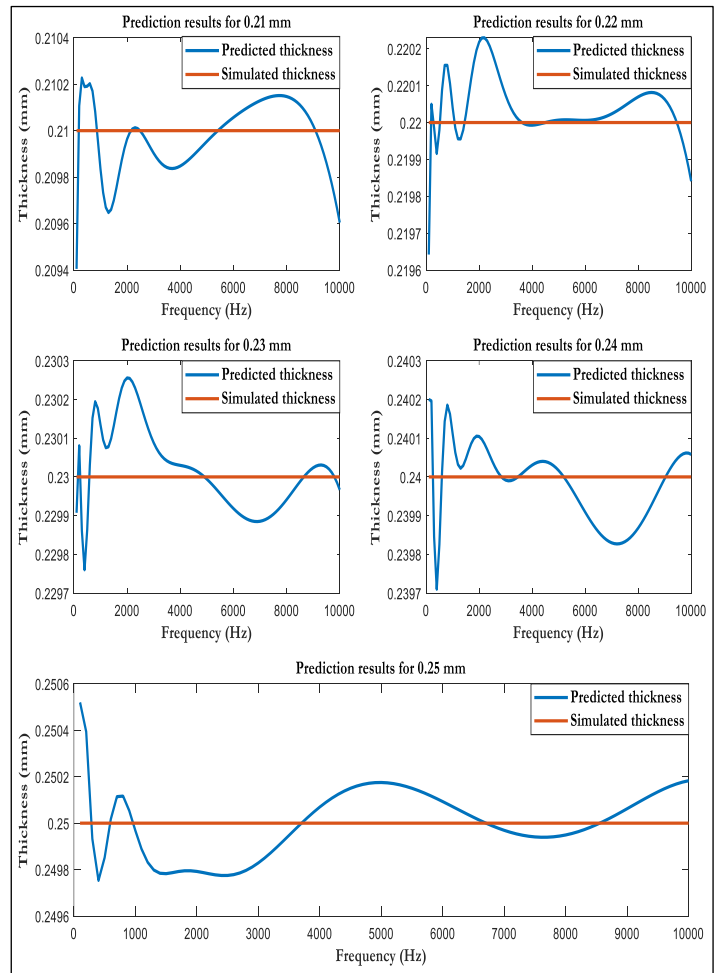 Prediction results for 0.21 mm
0.2104
0.2102
0.21
0.2098
0.2096
0.2094
Thickness (mm)
Predicted thickness
Simulated thickness
0 2000 4000 6000 8000 10000
Frequency (Hz)
Prediction results for 0.22 mm
0.2202
0.2201
0.22
0.2199
0.2198
0.2197
0.2196
Thickness (mm)
Predicted thickness
Simulated thickness
0 2000 4000 6000 8000 10000
Frequency (Hz)
Prediction results for 0.23 mm
0.2303
0.2302
0.2301
0.23
0.2299
0.2298
0.2297
Thickness (mm)
Predicted thickness
Simulated thickness
0 2000 4000 6000 8000 10000
Frequency (Hz)
Prediction results for 0.24 mm
0.2403
0.2402
0.2401
0.24
0.2399
0.2398
0.2397
Thickness (mm)
Predicted thickness
Simulated thickness
0 2000 4000 6000 8000 10000
Frequency (Hz)
Prediction results for 0.25 mm
0.2506
0.2504
0.2502
0.25
0.2498
0.2496
Thickness (mm)
Predicted thickness
Simulated thickness
0 1000 2000 3000 4000 5000 6000 7000 8000 9000 10000
Frequency (Hz)